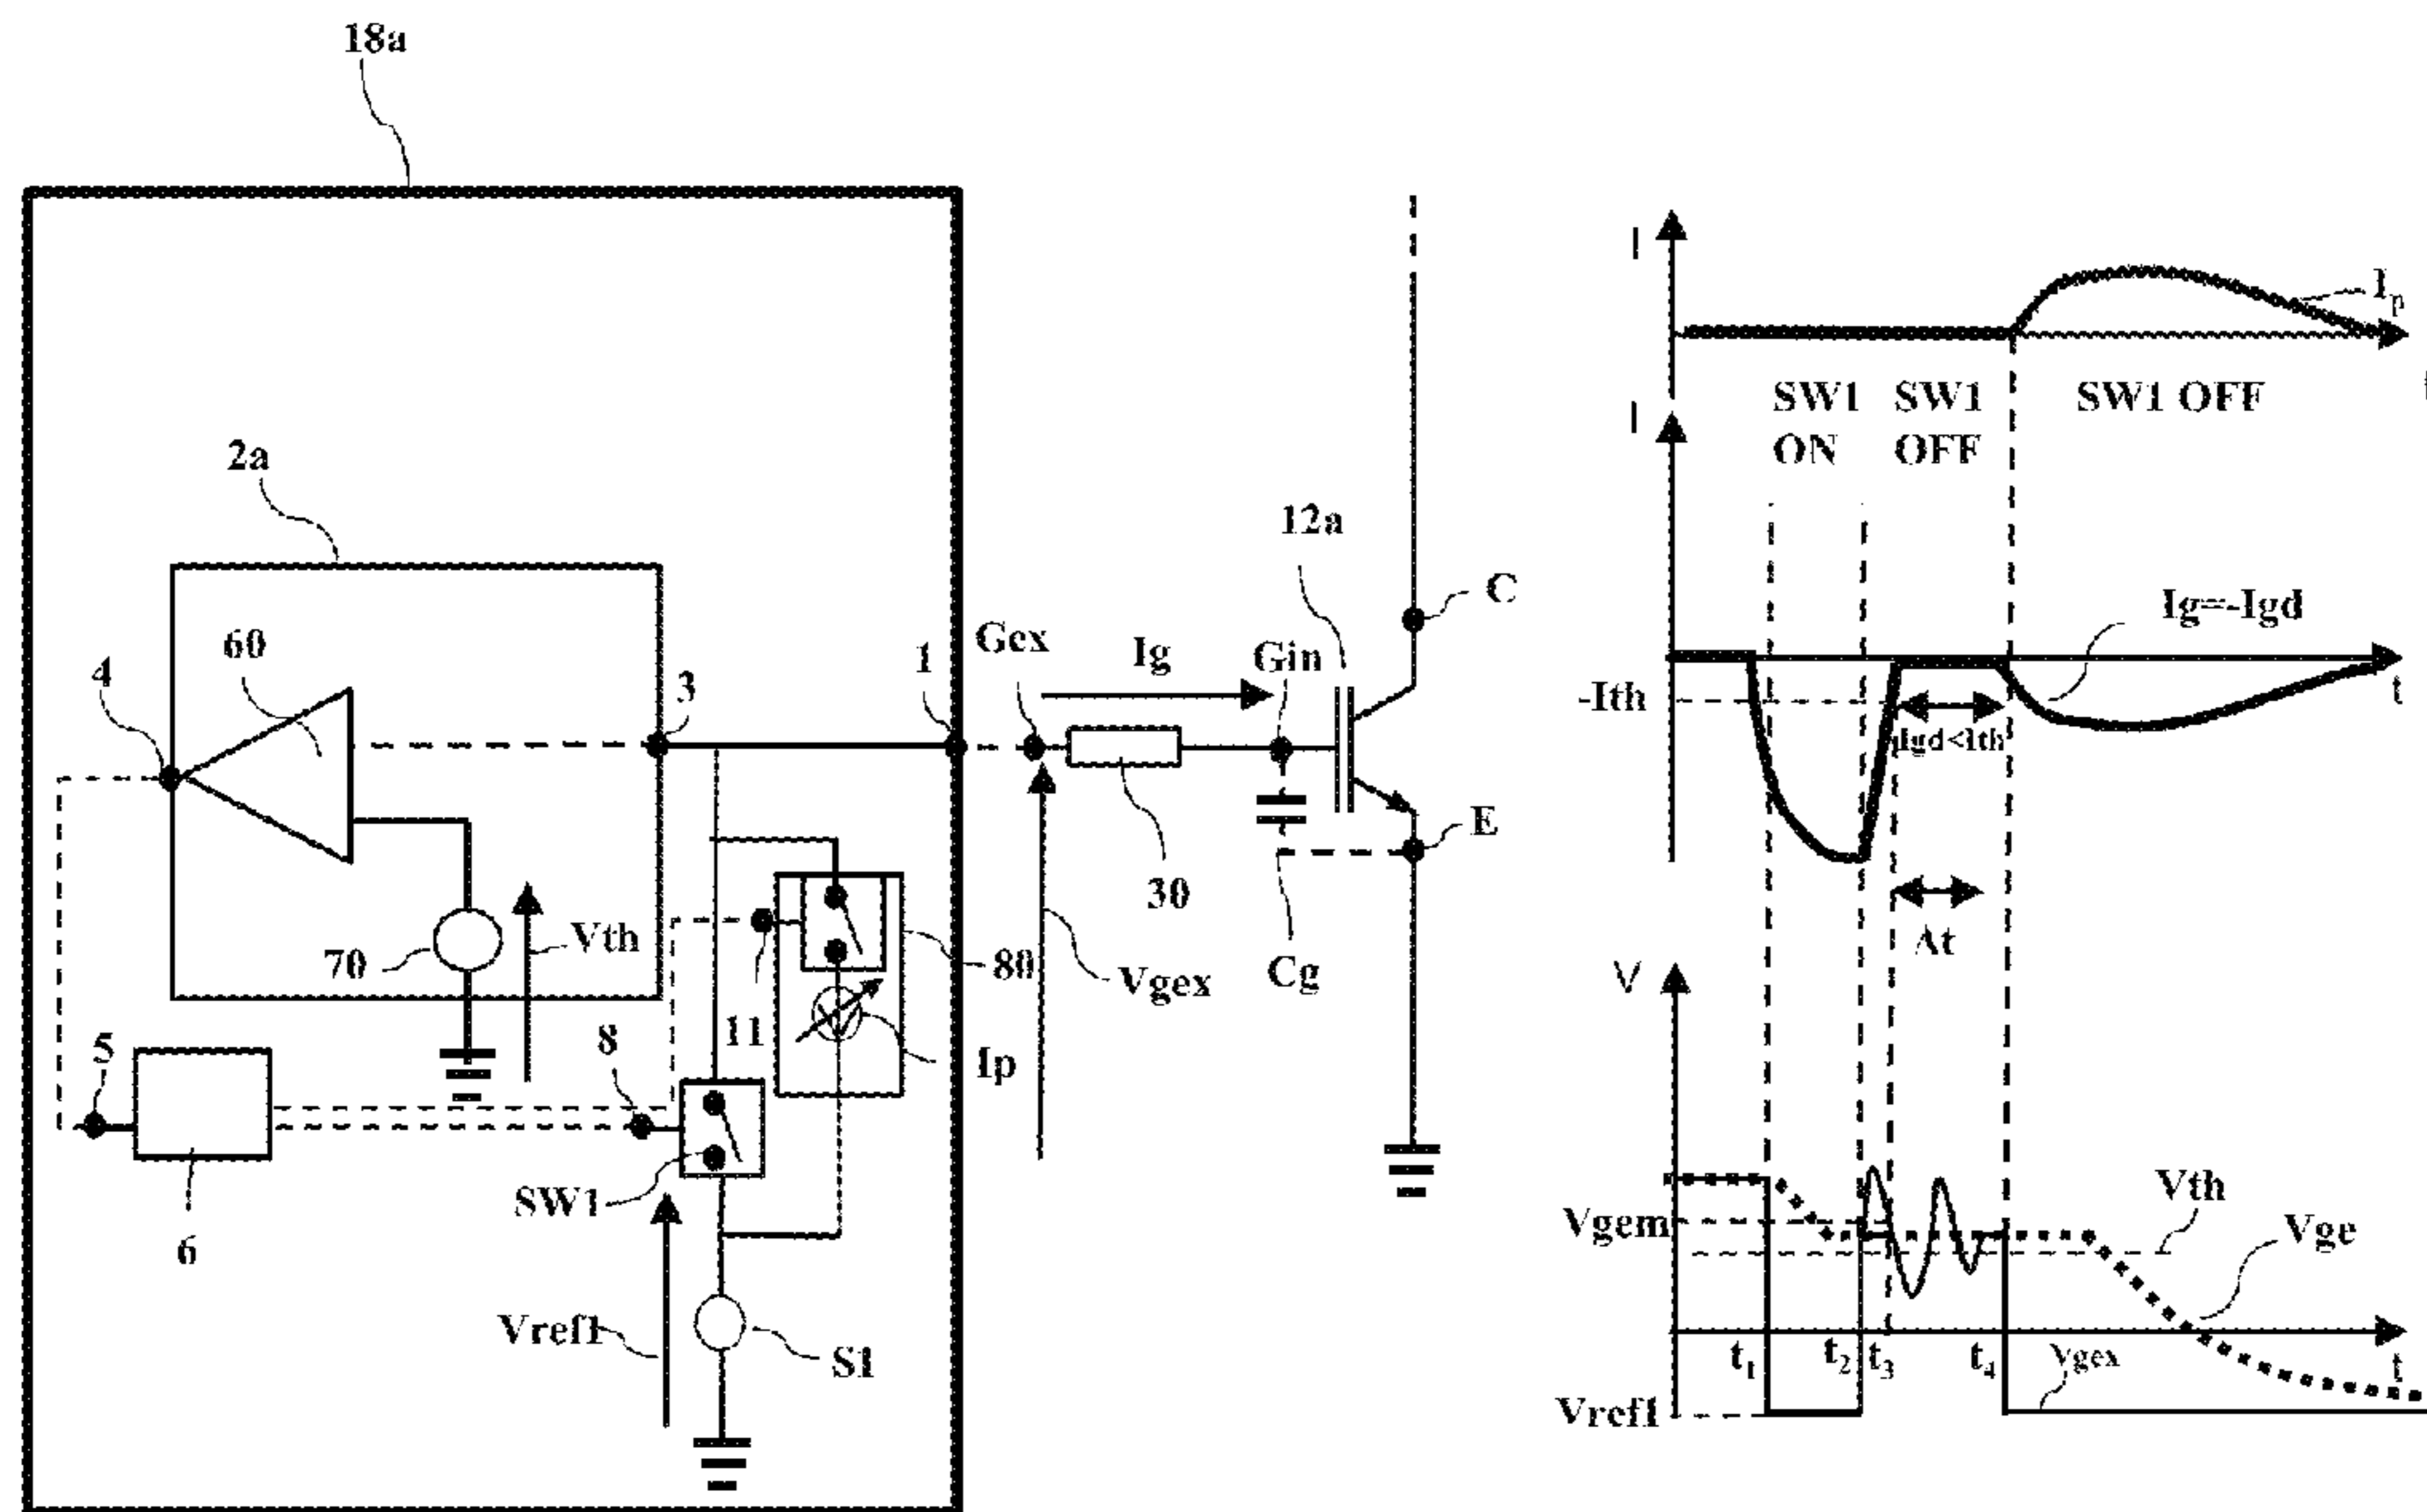 18a
2a
60
4
3
1
Gex
Ig
Gin
12a
C
E
30
Cg
Vgex
70
Vth
80
11
Ip
5
8
6
SW1
Vref1
S1
I
Ip
SW1 ON
SW1 OFF
SW1 OFF
I
t
-Ith
Igd<Ith
Ig=-Igd
t
Δt
V
Vgem
Vth
Vge
t1
t2
t3
t4
Vgex
t
Vref1